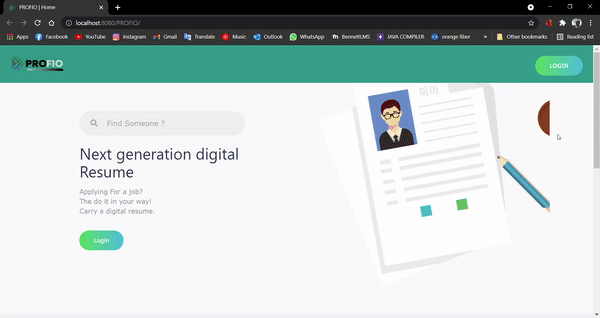 PROFIO | Home
localhost:8080/PROFIO/
Apps Facebook YouTube Instagram Gmail Translate Music Outlook WhatsApp BennettLMS JAVA COMPILER orange fiber » Other bookmarks Reading list
PROFIO
LOGIN
简历
Find Someone ?
Next generation digital
Resume
Applying For a job?
The do it in your way!
Carry a digital resume.
Login